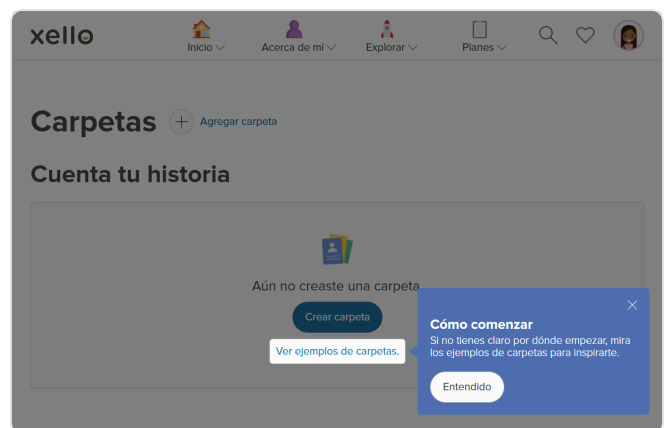 xello
Inicio
Acerca de mí
Explorar
Planes
Carpetas
Agregar carpeta
Cuenta tu historia
Aún no creaste una carpeta
Crear carpeta
Ver ejemplos de carpetas.
Cómo comenzar
Si no tienes claro por dónde empezar, mira
los ejemplos de carpetas para inspirarte.
Entendido